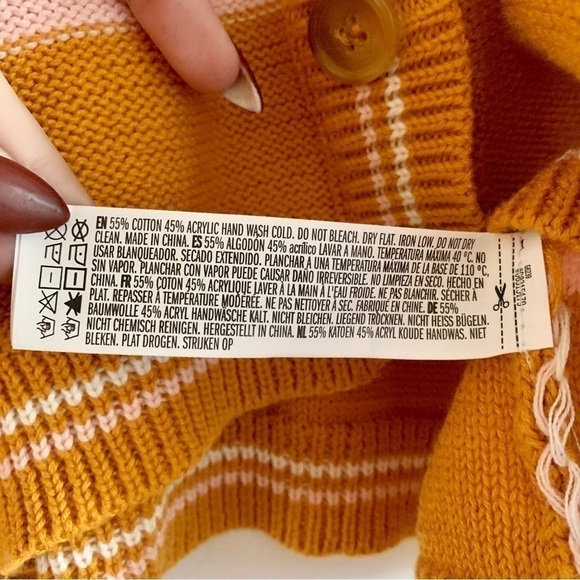 EN 55% COTTON 45% ACRYLIC HAND WASH COLD. DO NOT BLEACH. DRY FLAT. IRON LOW. DO NOT DRY
CLEAN. MADE IN CHINA. ES 55% ALGODÓN 45% acrílico LAVAR A MANO. TEMPERATURA MÁXIMA 40 °C. NO
USAR BLANQUEADOR. SECADO EXTENDIDO. PLANCHAR A UNA TEMPERATURA MÁXIMA DE LA BASE DE 110 °C,
SIN VAPOR. PLANCHAR CON VAPOR PUEDE CAUSAR DAÑO IRREVERSIBLE. NO LIMPIEZA EN SECO. HECHO EN
CHINA. FR 55% COTON 45% ACRYLIQUE LAVER À LA MAIN À L'EAU FROIDE. NE PAS BLANCHIR. SÉCHER À
PLAT. REPASSER À TEMPÉRATURE MODÉRÉE. NE PAS NETTOYER À SEC. FABRIQUÉ EN CHINE. DE 55%
BAUMWOLLE 45% ACRYL HANDWÄSCHE KALT. NICHT BLEICHEN. LIEGEND TROCKNEN. NICHT HEISS BÜGELN.
NICHT CHEMISCH REINIGEN. HERGESTELLT IN CHINA. NL 55% KATOEN 45% ACRYL KOUDE HANDWAS. NIET
BLEKEN. PLAT DROGEN. STRIJKEN OP